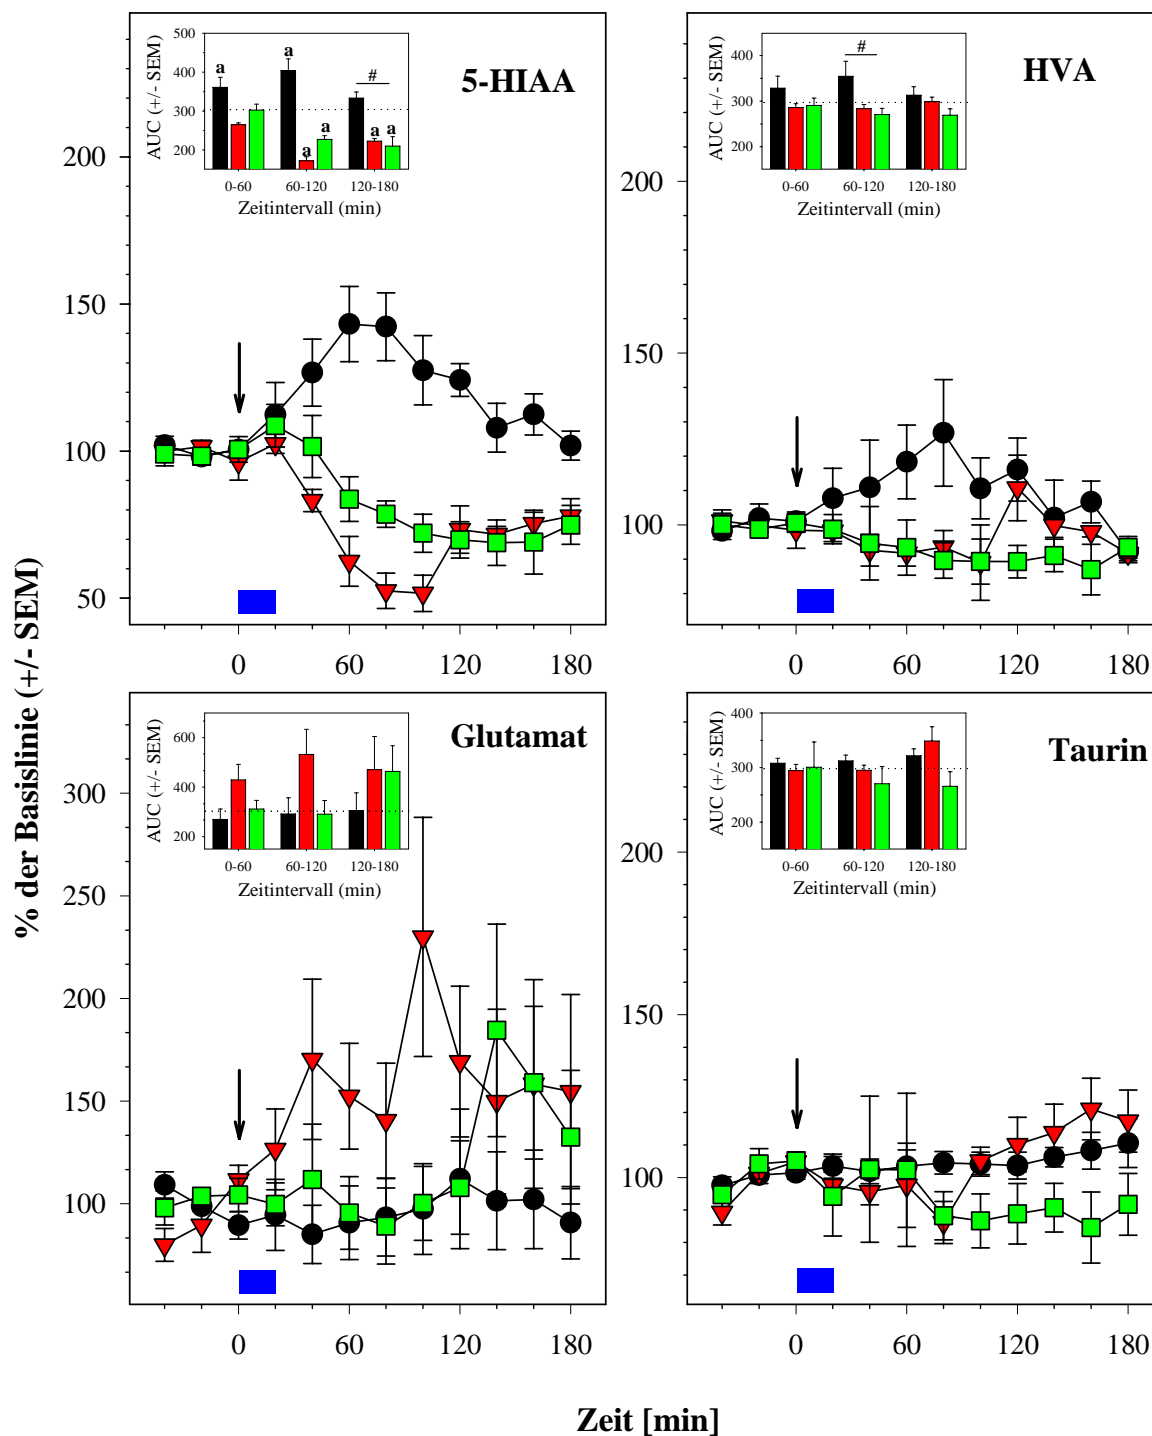 % der Basislinie (+/- SEM)
5-HIAA
AUC (+/- SEM)
500
400
300
200
a
a
#
a
a
a
a
0-60
60-120
120-180
Zeitintervall (min)
200
150
100
50
0
60
120
180
HVA
AUC (+/- SEM)
400
300
200
#
0-60
60-120
120-180
Zeitintervall (min)
200
150
100
0
60
120
180
Glutamat
AUC (+/- SEM)
600
400
200
0-60
60-120
120-180
Zeitintervall (min)
300
250
200
150
100
0
60
120
180
Taurin
AUC (+/- SEM)
400
300
200
0-60
60-120
120-180
Zeitintervall (min)
200
150
100
0
60
120
180
Zeit [min]